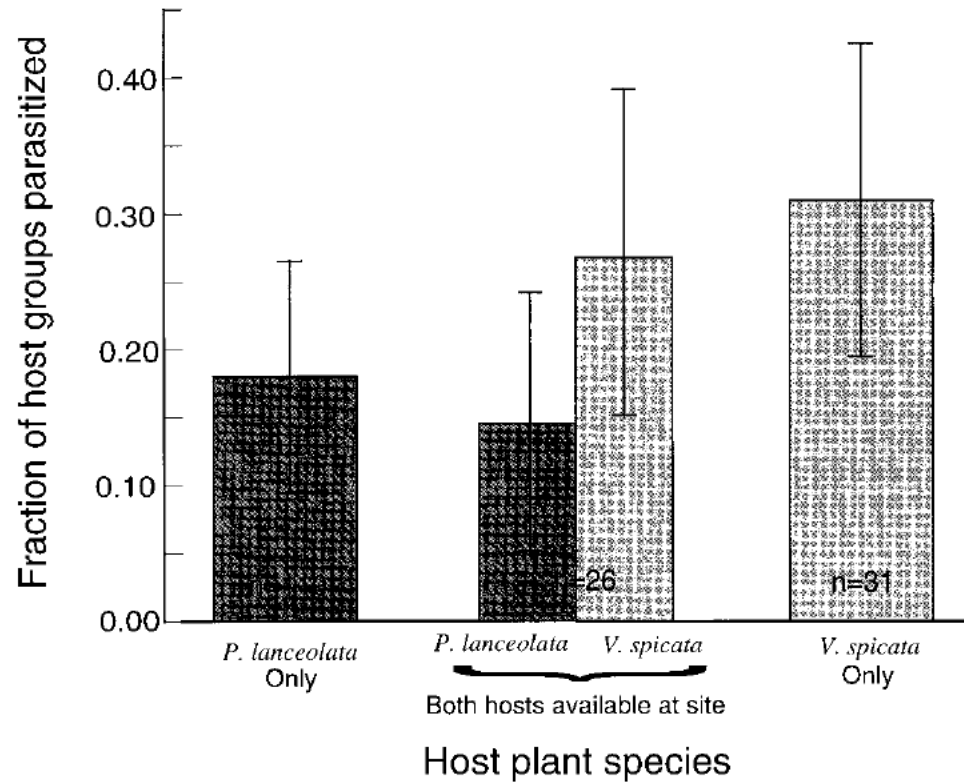 Fraction of host groups parasitized
0.40
0.30
0.20
0.10
0.00
=26
n=31
P. lanceolata
Only
P. lanceolata V. spicata
Both hosts available at site
V. spicata
Only
Host plant species